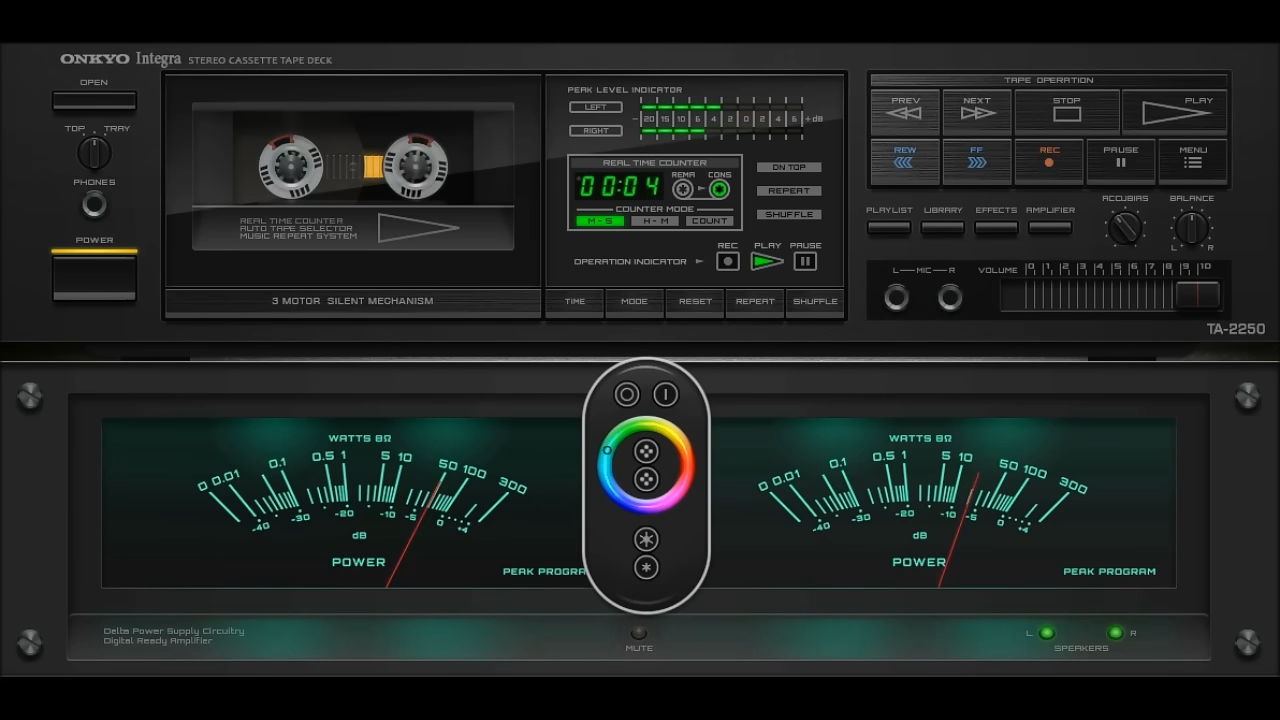 ONKYO Integra STEREO CASSETTE TAPE DECK
OPEN
TOP TRAY
PHONES
POWER
REAL TIME COUNTER
AUTO TAPE SELECTOR
MUSIC REPEAT SYSTEM
3 MOTOR SILENT MECHANISM
PEAK LEVEL INDICATOR
LEFT
- 20 15 10 6 4 2 0 2 4 6 +dB
RIGHT
REAL TIME COUNTER
00:04
REMA CONS
COUNTER MODE
M-S H-M COUNT
ON TOP
REPEAT
SHUFFLE
REC PLAY PAUSE
OPERATION INDICATOR
TIME MODE RESET REPEAT SHUFFLE
TAPE OPERATION
PREV NEXT STOP PLAY
REW FF REC PAUSE MENU
PLAYLIST LIBRARY EFFECTS AMPLIFIER
ACCUBIAS BALANCE
L R
L MIC R
VOLUME 0 1 2 3 4 5 6 7 8 9 10
TA-2250
WATTS 8Ω
0 0.01 0.1 0.5 1 5 10 50 100 300
-40 -30 -20 -10 -5 0 +4
dB
POWER
PEAK PROGRA
WATTS 8Ω
0 0.01 0.1 0.5 1 5 10 50 100 300
-40 -30 -20 -10 -5 0 +4
dB
POWER
PEAK PROGRAM
Delta Power Supply Circuitry
Digital Ready Amplifier
MUTE
L R
SPEAKERS